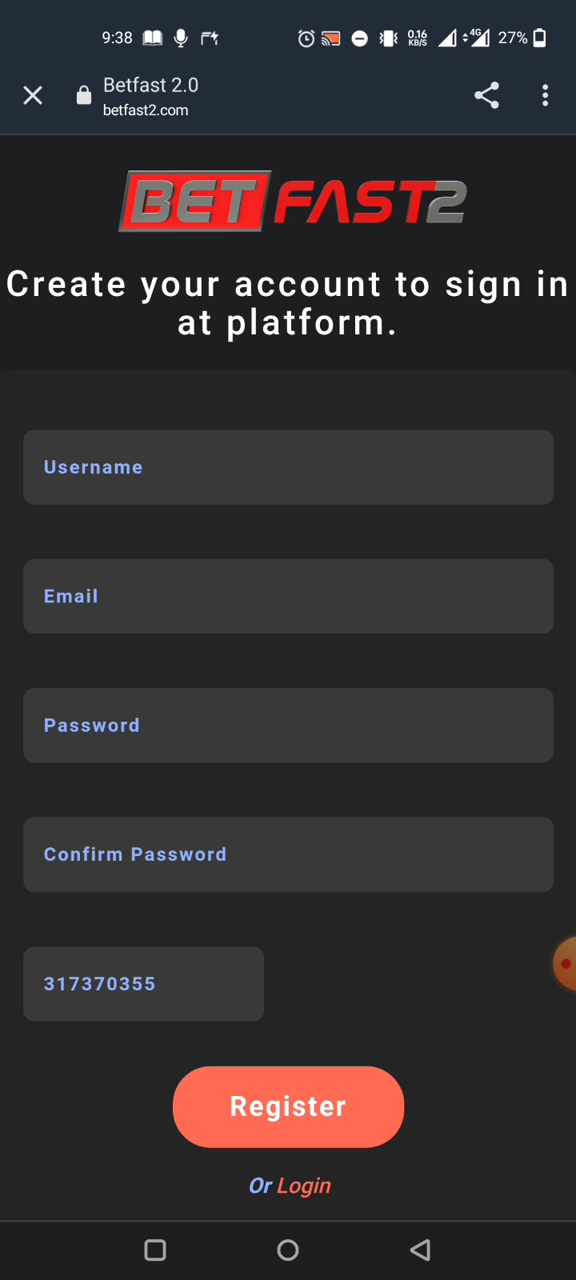 9:38 0.16 KB/S 4G 27%
Betfast 2.0
betfast2.com
BET FAST2
Create your account to sign in
at platform.
Username
Email
Password
Confirm Password
317370355
Register
Or Login